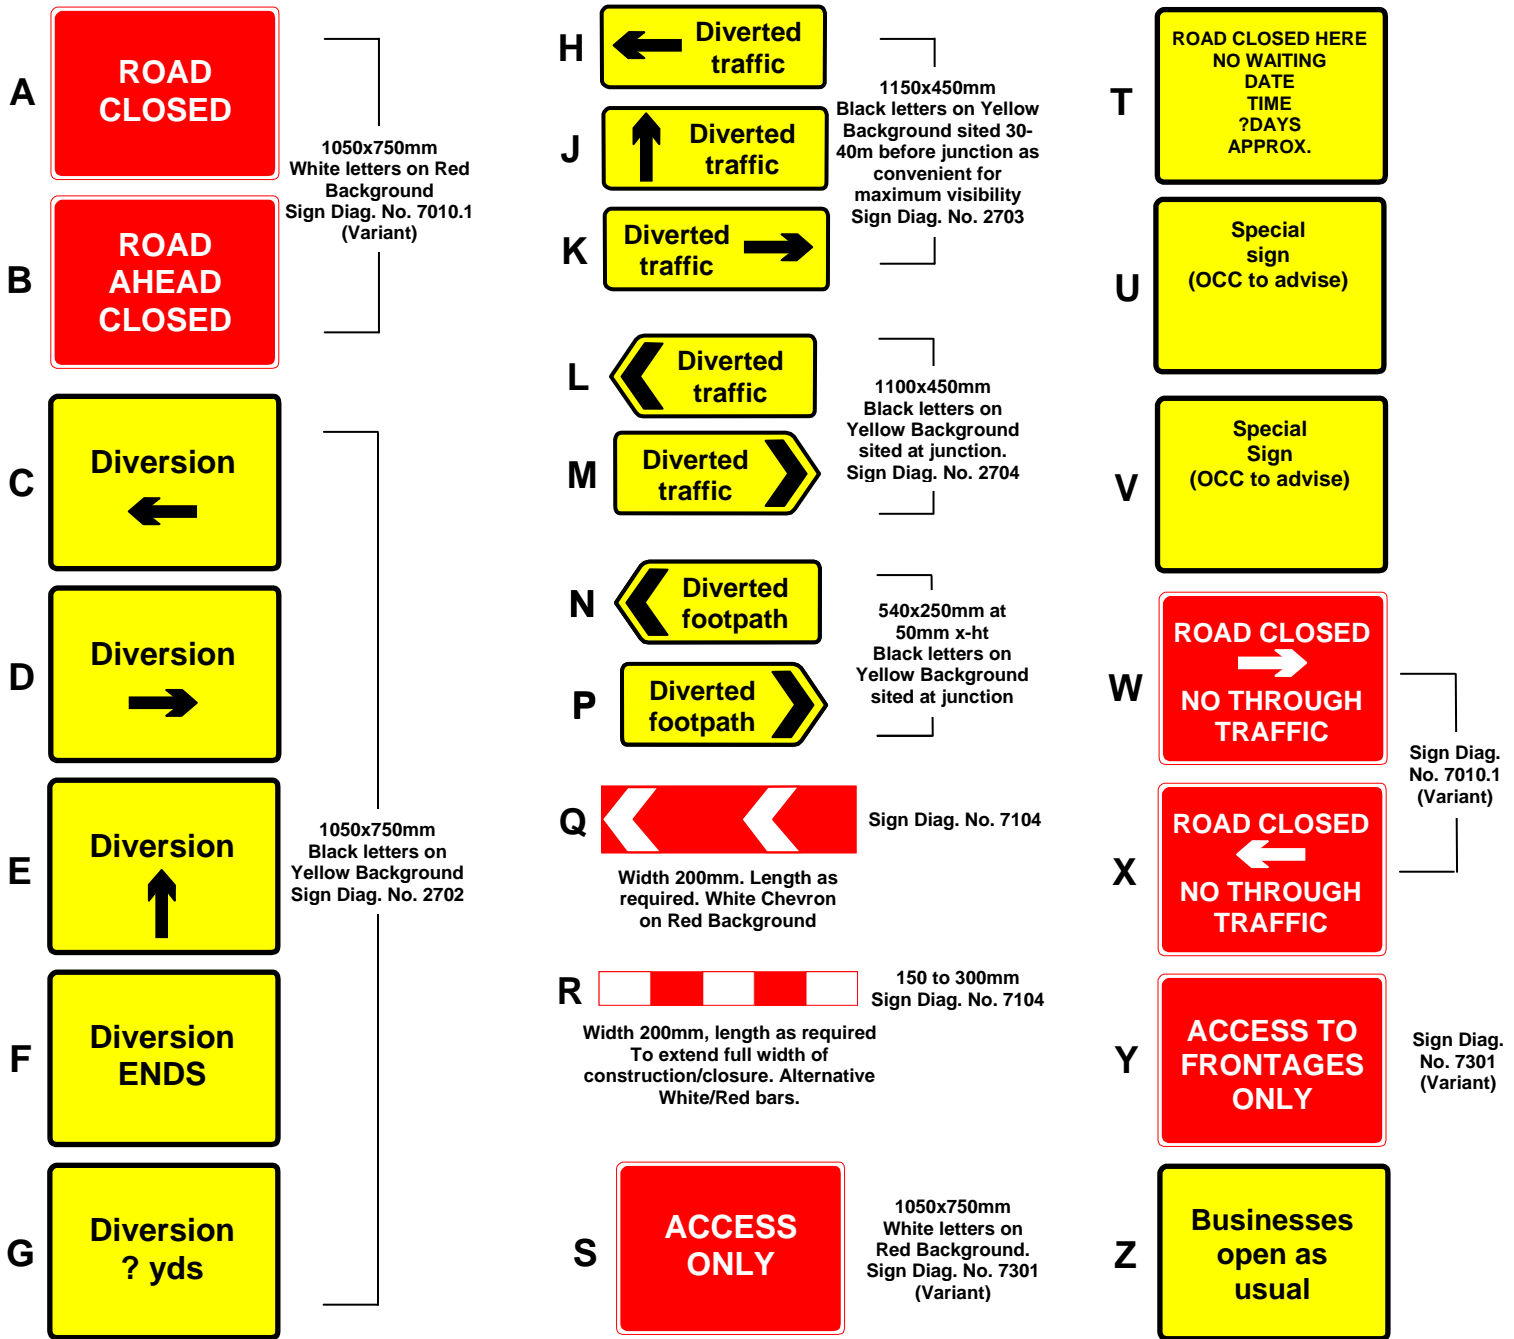 A
ROAD
CLOSED
B
ROAD
AHEAD
CLOSED
1050x750mm
White letters on Red
Background
Sign Diag. No. 7010.1
(Variant)
C
Diversion
D
Diversion
E
Diversion
F
Diversion
ENDS
G
Diversion
? yds
1050x750mm
Black letters on
Yellow Background
Sign Diag. No. 2702
H
Diverted
traffic
J
Diverted
traffic
K
Diverted
traffic
1150x450mm
Black letters on Yellow
Background sited 30-
40m before junction as
convenient for
maximum visibility
Sign Diag. No. 2703
L
Diverted
traffic
M
Diverted
traffic
1100x450mm
Black letters on
Yellow Background
sited at junction.
Sign Diag. No. 2704
N
Diverted
footpath
P
Diverted
footpath
540x250mm at
50mm x-ht
Black letters on
Yellow Background
sited at junction
Q
Sign Diag. No. 7104
Width 200mm. Length as
required. White Chevron
on Red Background
R
150 to 300mm
Sign Diag. No. 7104
Width 200mm, length as required
To extend full width of
construction/closure. Alternative
White/Red bars.
S
ACCESS
ONLY
1050x750mm
White letters on
Red Background.
Sign Diag. No. 7301
(Variant)
T
ROAD CLOSED HERE
NO WAITING
DATE
TIME
?DAYS
APPROX.
U
Special
sign
(OCC to advise)
V
Special
Sign
(OCC to advise)
W
ROAD CLOSED
NO THROUGH
TRAFFIC
X
ROAD CLOSED
NO THROUGH
TRAFFIC
Sign Diag.
No. 7010.1
(Variant)
Y
ACCESS TO
FRONTAGES
ONLY
Sign Diag.
No. 7301
(Variant)
Z
Businesses
open as
usual